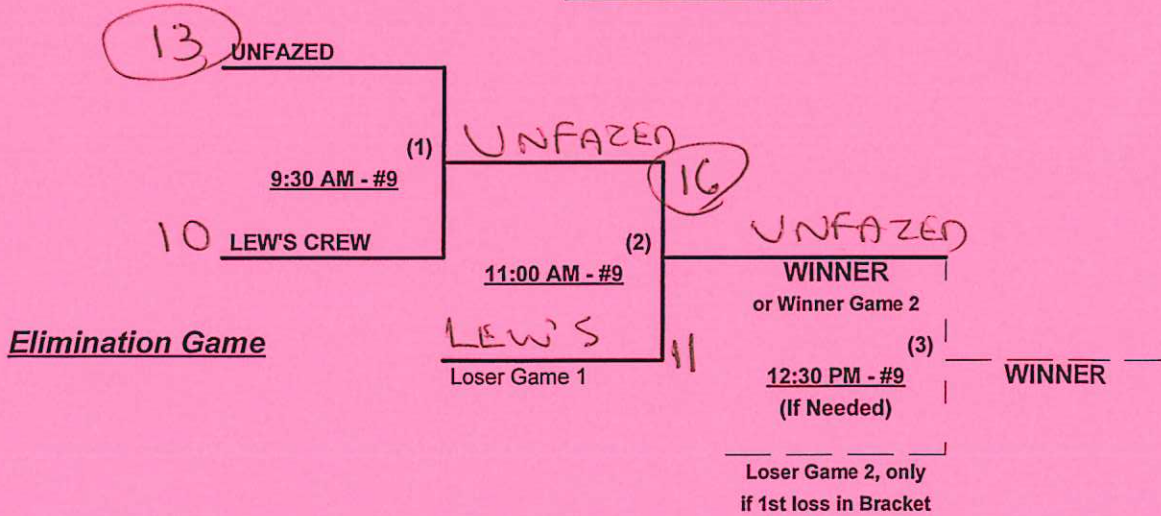 13 UNFAZED
(1) UNFAZED
9:30 AM - #9
16
10 LEW'S CREW
(2) UNFAZED
11:00 AM - #9
WINNER
or Winner Game 2
Elimination Game
LEW'S 11
Loser Game 1
(3)
12:30 PM - #9
(If Needed)
WINNER
Loser Game 2, only
if 1st loss in Bracket